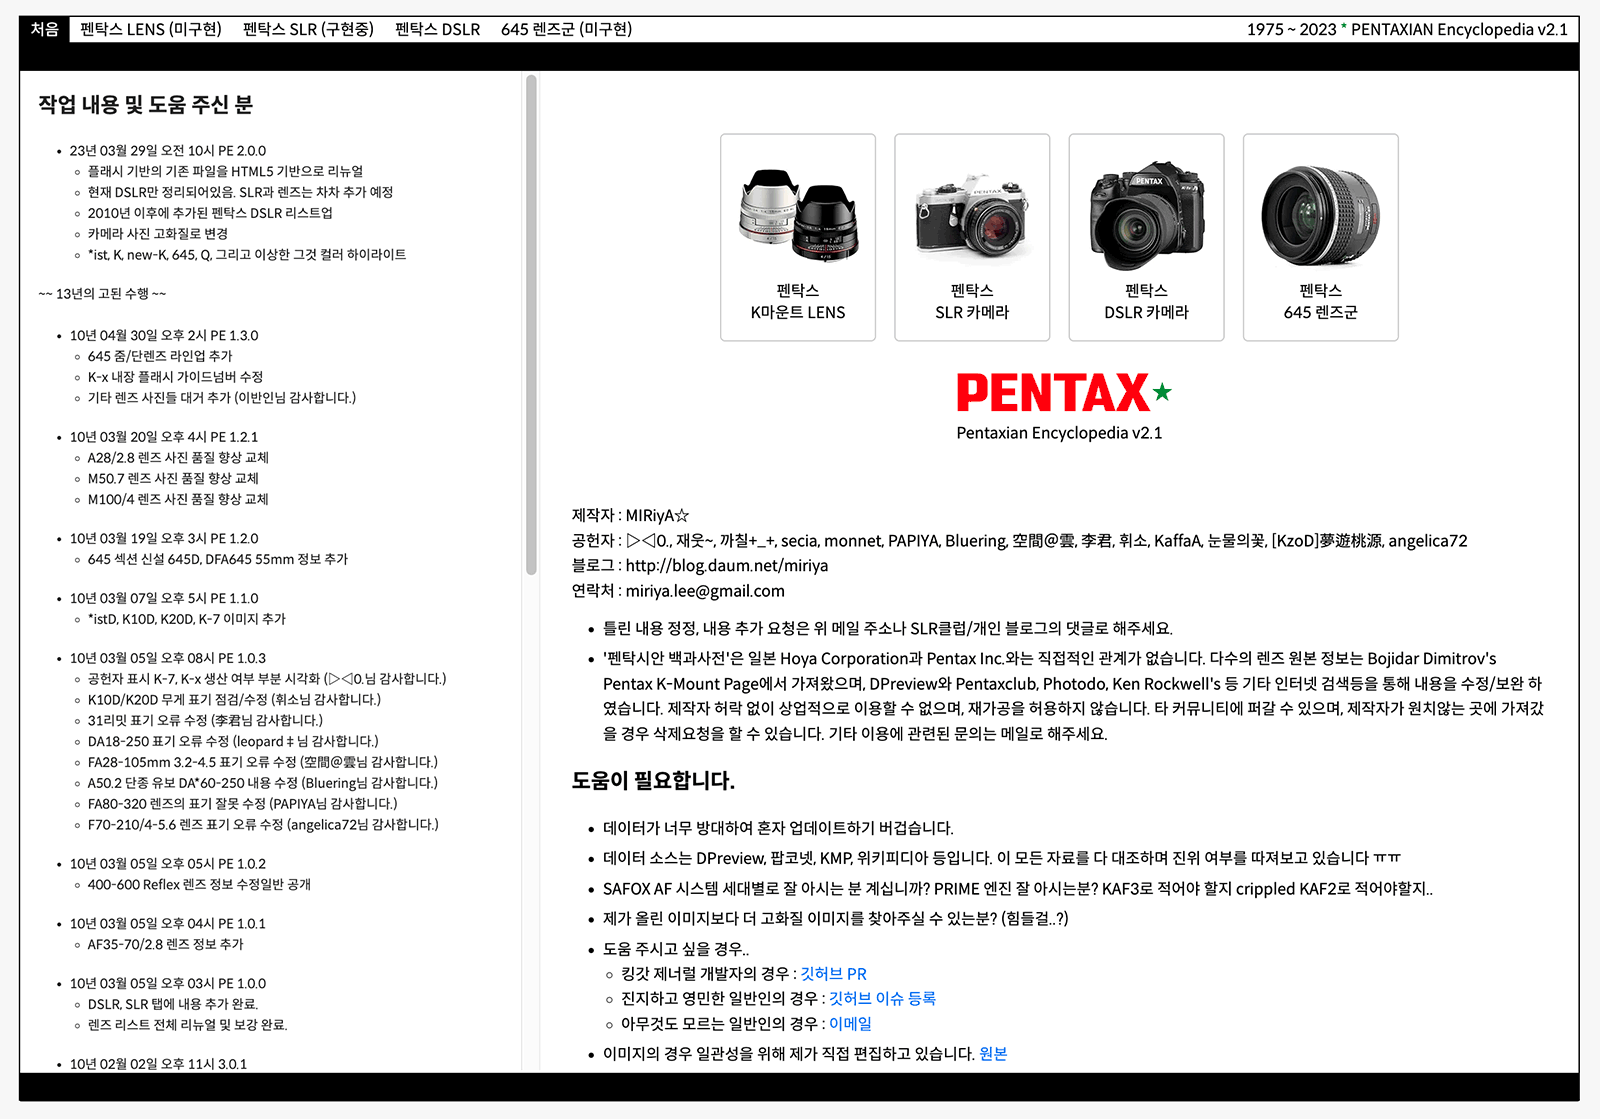 처음 펜탁스 LENS (미구현) 펜탁스 SLR (구현중) 펜탁스 DSLR 645 렌즈군 (미구현) 1975 ~ 2023 * PENTAXIAN Encyclopedia v2.1
작업 내용 및 도움 주신 분
• 23년 03월 29일 오전 10시 PE 2.0.0
◦ 플래시 기반의 기존 파일을 HTML5 기반으로 리뉴얼
◦ 현재 DSLR만 정리되어있음. SLR과 렌즈는 차차 추가 예정
◦ 2010년 이후에 추가된 펜탁스 DSLR 리스트업
◦ 카메라 사진 고화질로 변경
◦ *ist, K, new-K, 645, Q, 그리고 이상한 그것 컬러 하이라이트
~~ 13년의 고된 수행 ~~
• 10년 04월 30일 오후 2시 PE 1.3.0
◦ 645 줌/단렌즈 라인업 추가
◦ K-x 내장 플래시 가이드넘버 수정
◦ 기타 렌즈 사진들 대거 추가 (이반인님 감사합니다.)
• 10년 03월 20일 오후 4시 PE 1.2.1
◦ A28/2.8 렌즈 사진 품질 향상 교체
◦ M50.7 렌즈 사진 품질 향상 교체
◦ M100/4 렌즈 사진 품질 향상 교체
• 10년 03월 19일 오후 3시 PE 1.2.0
◦ 645 섹션 신설 645D, DFA645 55mm 정보 추가
• 10년 03월 07일 오후 5시 PE 1.1.0
◦ *istD, K10D, K20D, K-7 이미지 추가
• 10년 03월 05일 오후 08시 PE 1.0.3
◦ 공헌자 표시 K-7, K-x 생산 여부 부분 시각화 (▷◁0.님 감사합니다.)
◦ K10D/K20D 무게 표기 점검/수정 (휘소님 감사합니다.)
◦ 31리밋 표기 오류 수정 (李君님 감사합니다.)
◦ DA18-250 표기 오류 수정 (leopard‡님 감사합니다.)
◦ FA28-105mm 3.2-4.5 표기 오류 수정 (空間@雲님 감사합니다.)
◦ A50.2 단종 유보 DA*60-250 내용 수정 (Bluering님 감사합니다.)
◦ FA80-320 렌즈의 표기 잘못 수정 (PAPIYA님 감사합니다.)
◦ F70-210/4-5.6 렌즈 표기 오류 수정 (angelica72님 감사합니다.)
• 10년 03월 05일 오후 05시 PE 1.0.2
◦ 400-600 Reflex 렌즈 정보 수정일반 공개
• 10년 03월 05일 오후 04시 PE 1.0.1
◦ AF35-70/2.8 렌즈 정보 추가
• 10년 03월 05일 오후 03시 PE 1.0.0
◦ DSLR, SLR 탭에 내용 추가 완료.
◦ 렌즈 리스트 전체 리뉴얼 및 보강 완료.
• 10년 02월 02일 오후 11시 3.0.1
펜탁스
K마운트 LENS
PENTAX
펜탁스
SLR 카메라
PENTAX
펜탁스
DSLR 카메라
펜탁스
645 렌즈군
PENTAX★
Pentaxian Encyclopedia v2.1
제작자 : MIRiyA☆
공헌자 : ▷◁0., 재웃~, 까칠+_+, secia, monnet, PAPIYA, Bluering, 空間@雲, 李君, 휘소, KaffaA, 눈물의꽃, [KzoD]夢遊桃源, angelica72
블로그 : http://blog.daum.net/miriya
연락처 : miriya.lee@gmail.com
• 틀린 내용 정정, 내용 추가 요청은 위 메일 주소나 SLR클럽/개인 블로그의 댓글로 해주세요.
• '펜탁시안 백과사전'은 일본 Hoya Corporation과 Pentax Inc.와는 직접적인 관계가 없습니다. 다수의 렌즈 원본 정보는 Bojidar Dimitrov's
Pentax K-Mount Page에서 가져왔으며, DPreview와 Pentaxclub, Photodo, Ken Rockwell's 등 기타 인터넷 검색등을 통해 내용을 수정/보완 하
였습니다. 제작자 허락 없이 상업적으로 이용할 수 없으며, 재가공을 허용하지 않습니다. 타 커뮤니티에 퍼갈 수 있으며, 제작자가 원치않는 곳에 가져갔
을 경우 삭제요청을 할 수 있습니다. 기타 이용에 관련된 문의는 메일로 해주세요.
도움이 필요합니다.
• 데이터가 너무 방대하여 혼자 업데이트하기 버겁습니다.
• 데이터 소스는 DPreview, 팝코넷, KMP, 위키피디아 등입니다. 이 모든 자료를 다 대조하며 진위 여부를 따져보고 있습니다 ㅠㅠ
• SAFOX AF 시스템 세대별로 잘 아시는 분 계십니까? PRIME 엔진 잘 아시는분? KAF3로 적어야 할지 crippled KAF2로 적어야할지..
• 제가 올린 이미지보다 더 고화질 이미지를 찾아주실 수 있는분? (힘들걸..?)
• 도움 주시고 싶을 경우..
◦ 킹갓 제너럴 개발자의 경우 : 깃허브 PR
◦ 진지하고 영민한 일반인의 경우 : 깃허브 이슈 등록
◦ 아무것도 모르는 일반인의 경우 : 이메일
• 이미지의 경우 일관성을 위해 제가 직접 편집하고 있습니다. 원본